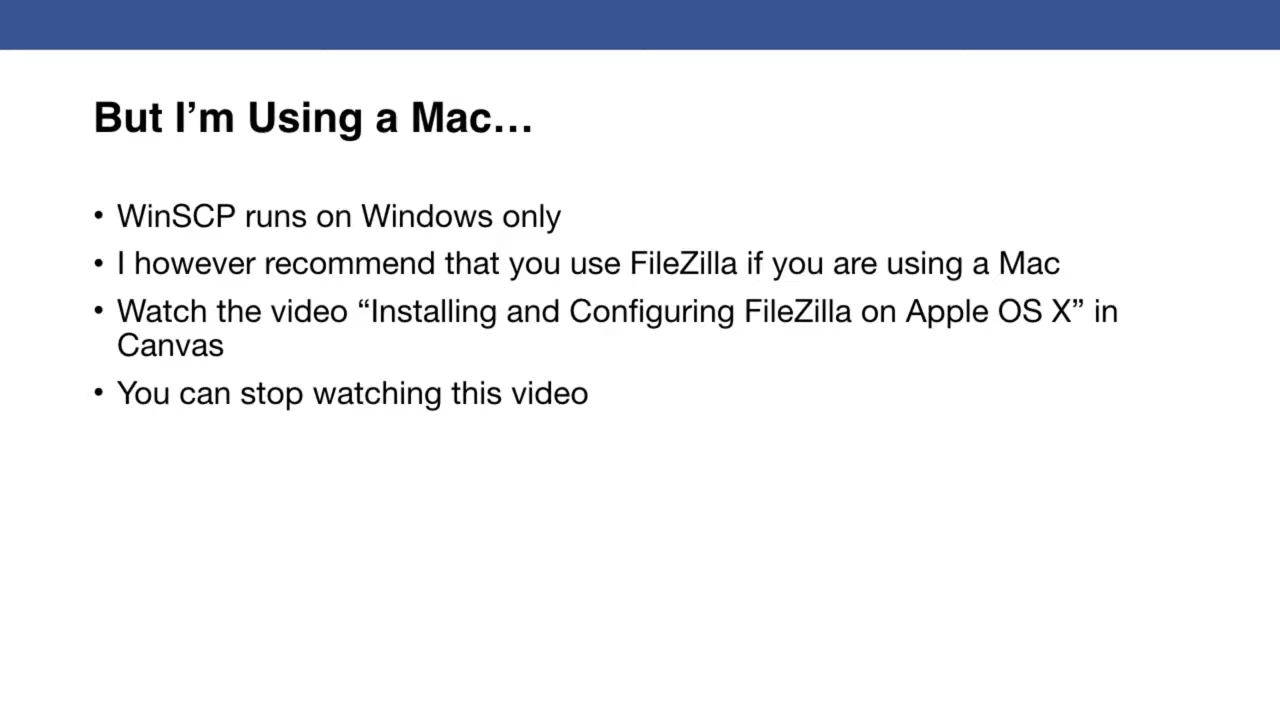 But I’m Using a Mac…
• WinSCP runs on Windows only
• I however recommend that you use FileZilla if you are using a Mac
• Watch the video “Installing and Configuring FileZilla on Apple OS X” in
Canvas
• You can stop watching this video